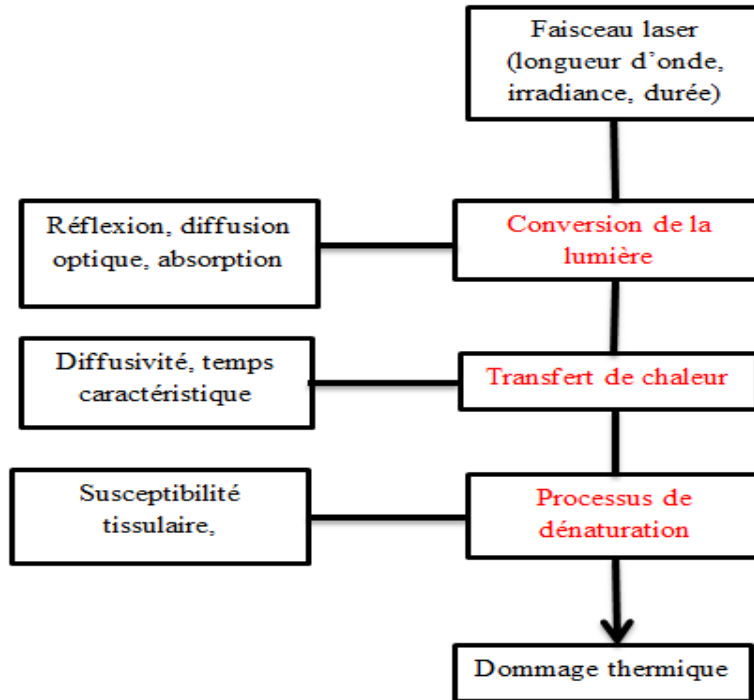 Faisceau laser
(longueur d’onde,
irradiance, durée)
Réflexion, diffusion
optique, absorption
Conversion de la
lumière
Diffusivité, temps
caractéristique
Transfert de chaleur
Susceptibilité
tissulaire,
Processus de
dénaturation
Dommage thermique